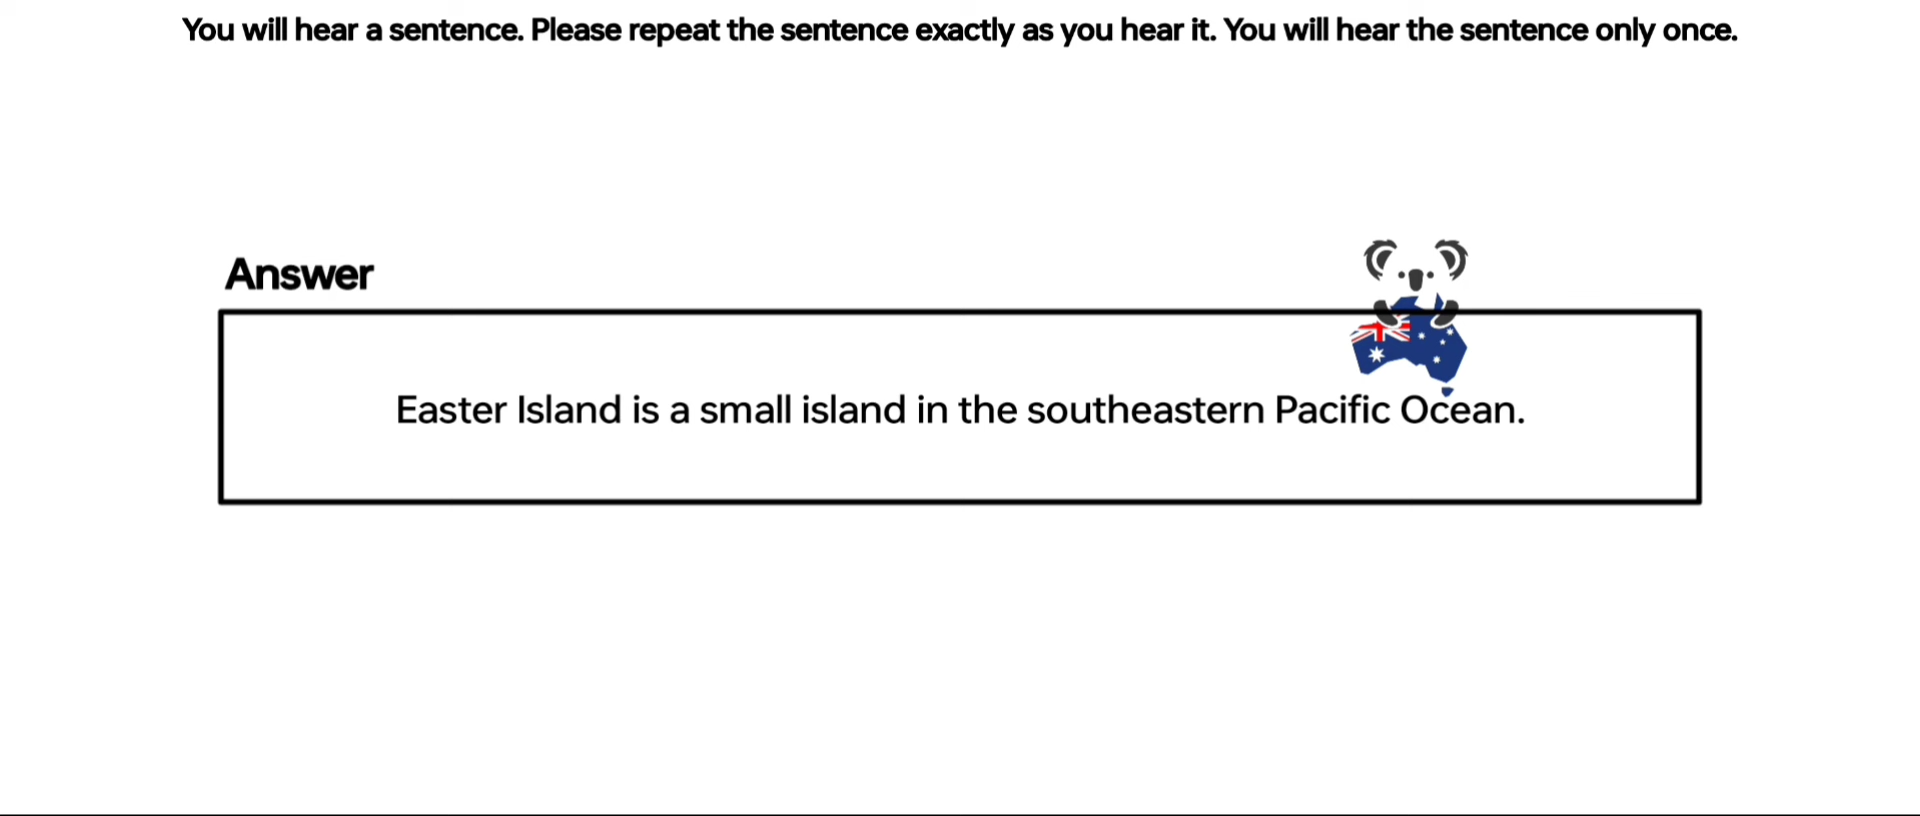 You will hear a sentence. Please repeat the sentence exactly as you hear it. You will hear the sentence only once.
Answer
Easter Island is a small island in the southeastern Pacific Ocean.